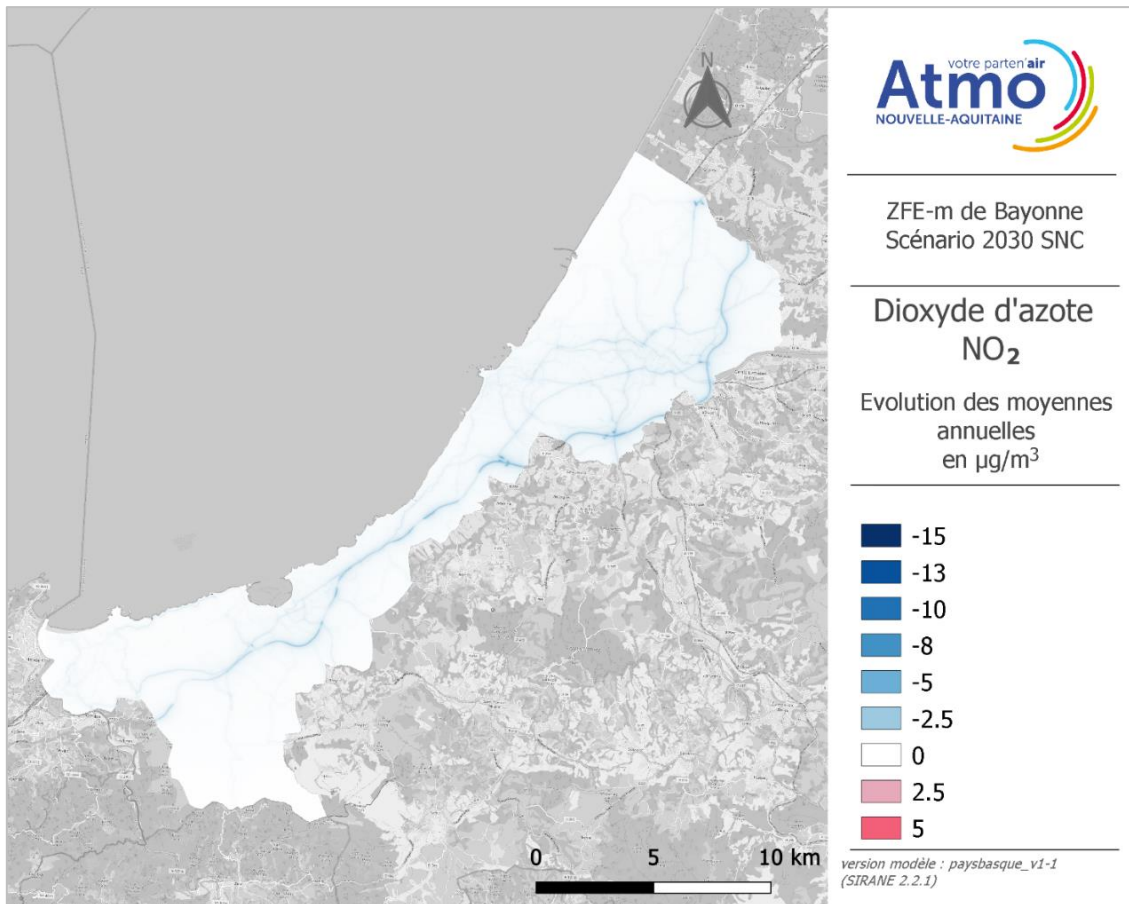 N
votre parten'air
Atmo
NOUVELLE-AQUITAINE
ZFE-m de Bayonne
Scénario 2030 SNC
Dioxyde d'azote
NO₂
Evolution des moyennes
annuelles
en µg/m³
-15
-13
-10
-8
-5
-2.5
0
2.5
5
0 5 10 km
version modèle : paysbasque_v1-1
(SIRANE 2.2.1)